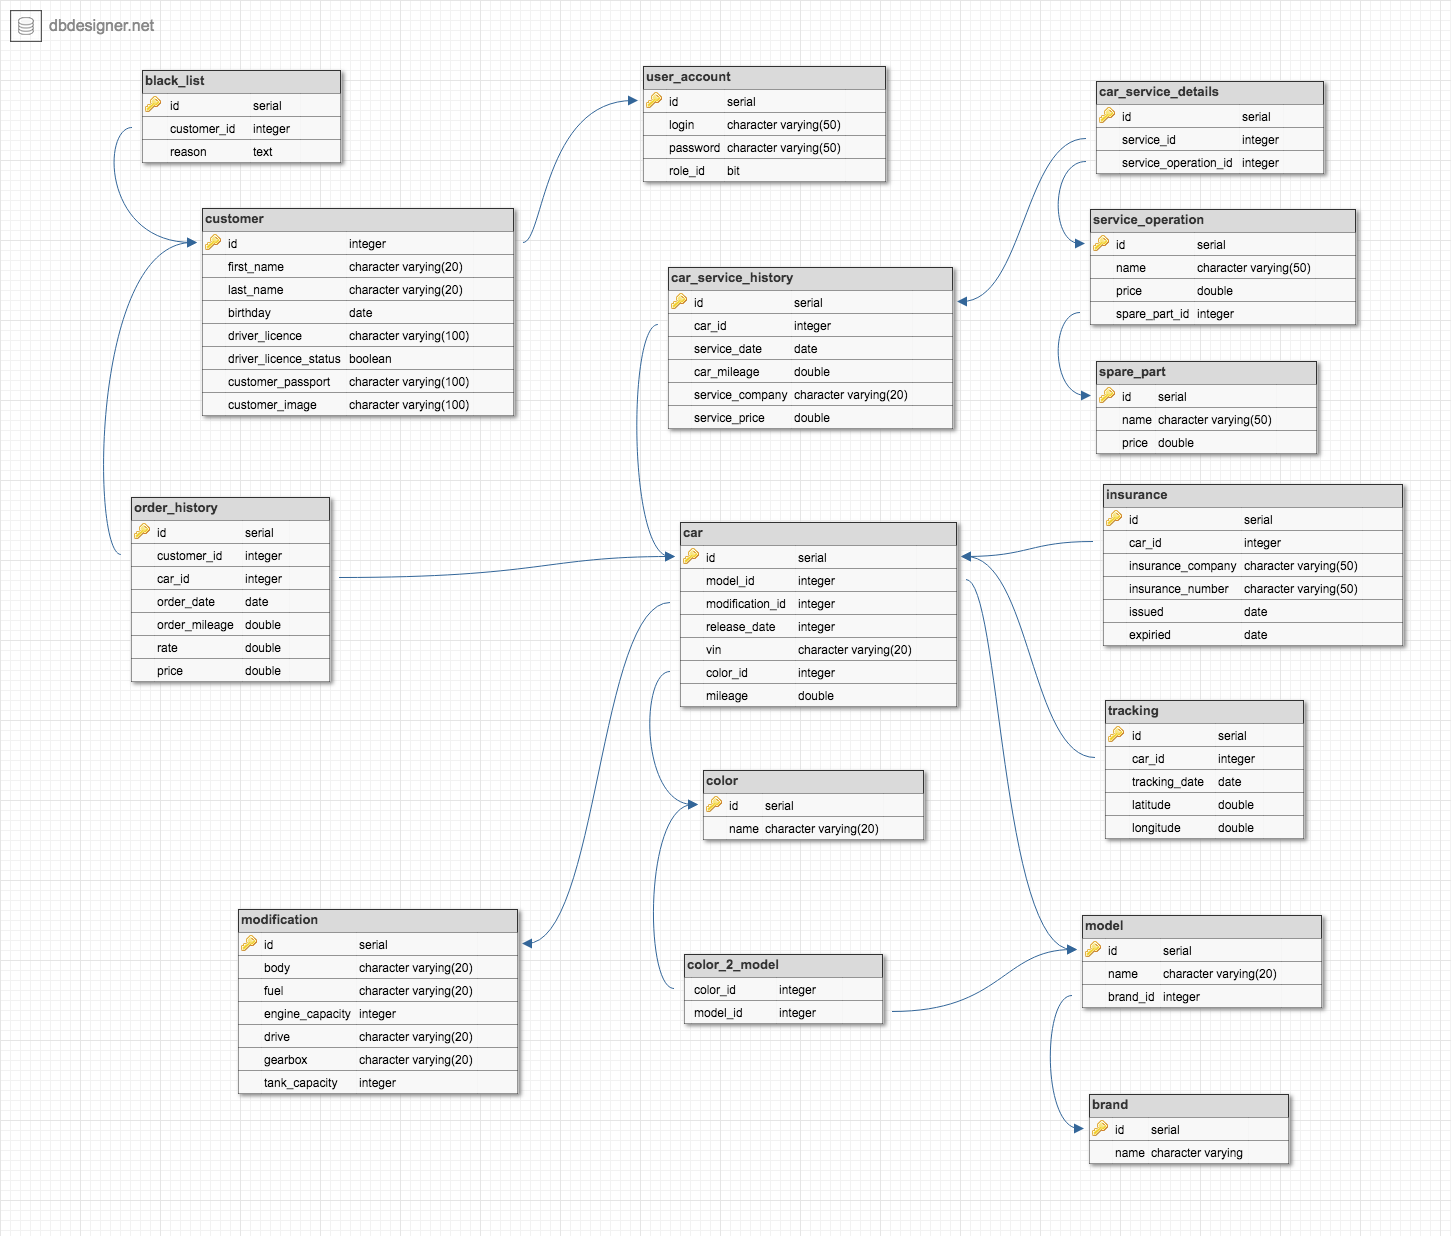 dbdesigner.net
black_list
id serial
customer_id integer
reason text
user_account
id serial
login character varying(50)
password character varying(50)
role_id bit
car_service_details
id serial
service_id integer
service_operation_id integer
customer
id integer
first_name character varying(20)
last_name character varying(20)
birthday date
driver_licence character varying(100)
driver_licence_status boolean
customer_passport character varying(100)
customer_image character varying(100)
service_operation
id serial
name character varying(50)
price double
spare_part_id integer
car_service_history
id serial
car_id integer
service_date date
car_mileage double
service_company character varying(20)
service_price double
spare_part
id serial
name character varying(50)
price double
order_history
id serial
customer_id integer
car_id integer
order_date date
order_mileage double
rate double
price double
car
id serial
model_id integer
modification_id integer
release_date integer
vin character varying(20)
color_id integer
mileage double
insurance
id serial
car_id integer
insurance_company character varying(50)
insurance_number character varying(50)
issued date
expiried date
tracking
id serial
car_id integer
tracking_date date
latitude double
longitude double
color
id serial
name character varying(20)
modification
id serial
body character varying(20)
fuel character varying(20)
engine_capacity integer
drive character varying(20)
gearbox character varying(20)
tank_capacity integer
color_2_model
color_id integer
model_id integer
model
id serial
name character varying(20)
brand_id integer
brand
id serial
name character varying